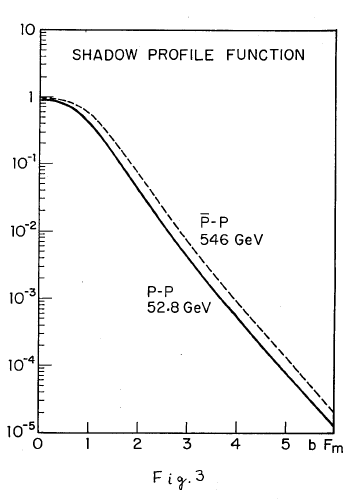 10
SHADOW PROFILE FUNCTION
1
10⁻¹
10⁻²
P̅-P
546 GeV
10⁻³
P-P
52.8 GeV
10⁻⁴
10⁻⁵
0 1 2 3 4 5 b Fm
Fig. 3